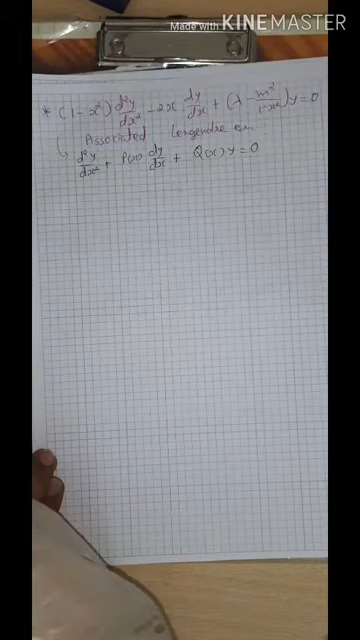 Made with KINEMASTER
* (1-x²) d²y/dx² - 2x dy/dx + (λ - m²/1-x²) y = 0
Associated Legendre en
d²y/dx² + P(x) dy/dx + Q(x) y = 0